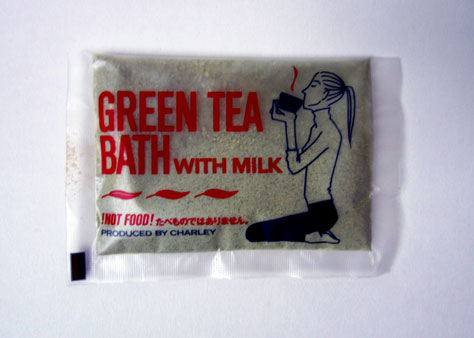 GREEN TEA
BATH WITH MILK
!NOT FOOD! たべものではありません。
PRODUCED BY CHARLEY